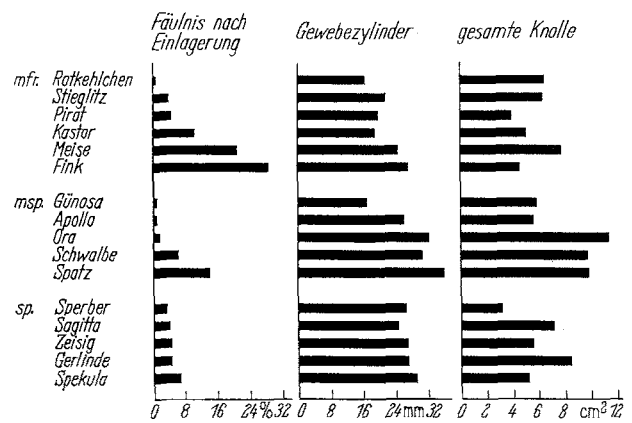 Fäulnis nach
Einlagerung
Gewebezylinder
gesamte Knolle
mfr. Rotkehlchen
Stieglitz
Pirat
Kastor
Meise
Fink
msp. Günosa
Apollo
Ora
Schwalbe
Spatz
sp. Sperber
Sagitta
Zeisig
Gerlinde
Spekula
0 8 16 24 % 32
0 8 16 24 mm 32
0 2 4 6 8 cm² 12